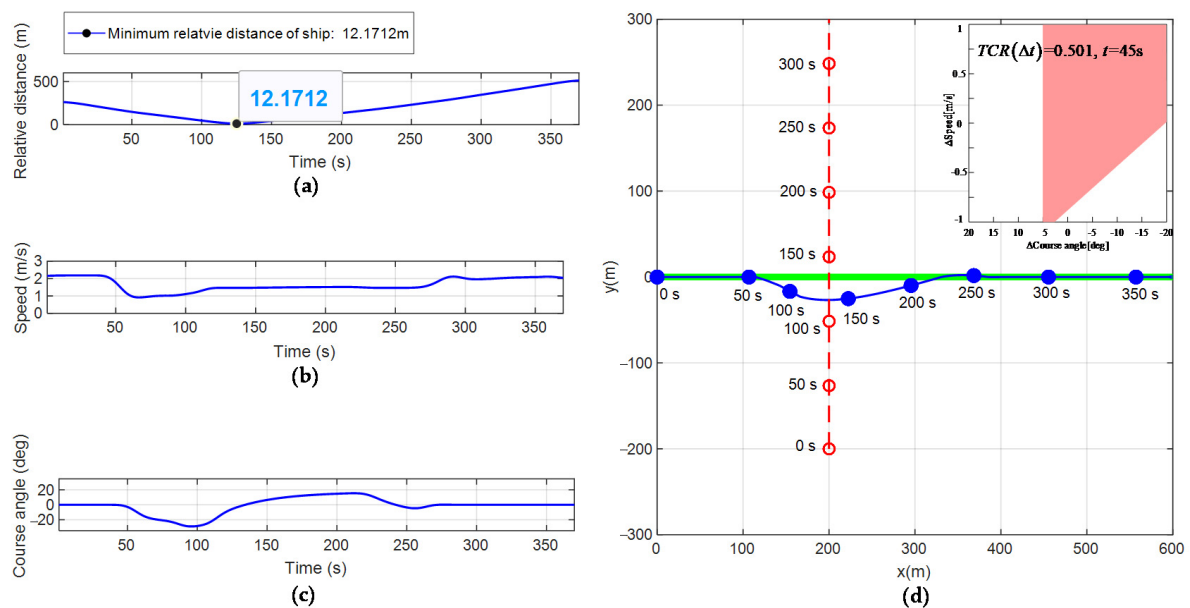 (a)
Minimum relatvie distance of ship: 12.1712m
Relative distance (m)
500
0
12.1712
50 100 150 200 250 300 350
Time (s)
(a)
Speed (m/s)
3
2
1
0
50 100 150 200 250 300 350
Time (s)
(b)
Course angle (deg)
20
0
−20
50 100 150 200 250 300 350
Time (s)
(c)
y(m)
300
200
100
0
−100
−200
−300
0 100 200 300 400 500 600
x(m)
(d)
300 s
250 s
200 s
150 s
100 s
50 s
0 s
0 s 50 s 100 s 150 s 200 s 250 s 300 s 350 s
TCR(Δt)=0.501, t=45s
ΔSpeed[m/s]
1
0.5
0
-0.5
-1
20 15 10 5 0 -5 -10 -15 -20
ΔCourse angle[deg]